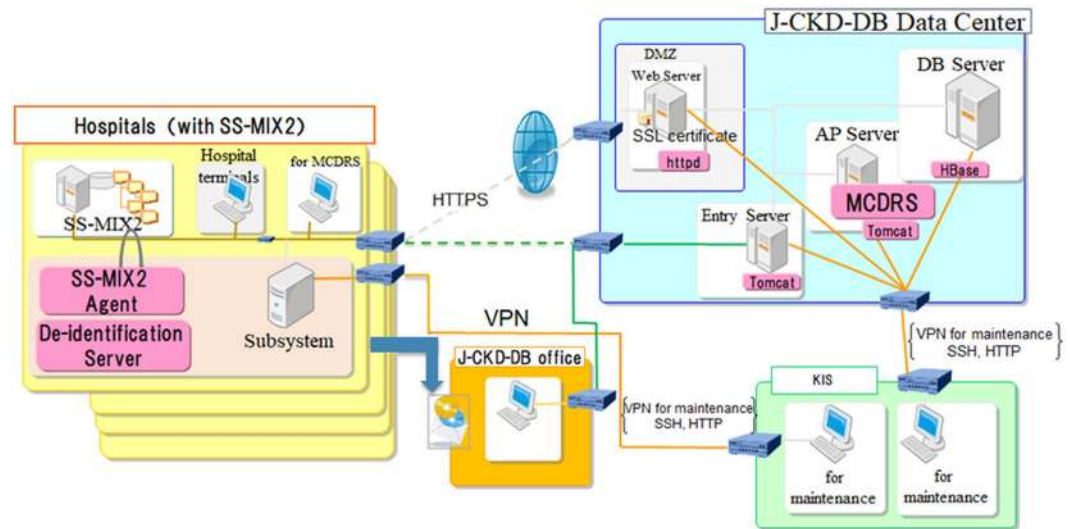 J-CKD-DB Data Center
DMZ
Web Server
SSL certificate
httpd
DB Server
HBase
AP Server
MCDRS
Tomcat
Entry Server
Tomcat
Hospitals (with SS-MIX2)
SS-MIX2
Hospital
terminals
for MCDRS
SS-MIX2
Agent
De-identification
Server
Subsystem
HTTPS
VPN
J-CKD-DB office
VPN for maintenance
SSH, HTTP
VPN for maintenance
SSH, HTTP
KIS
for
maintenance
for
maintenance